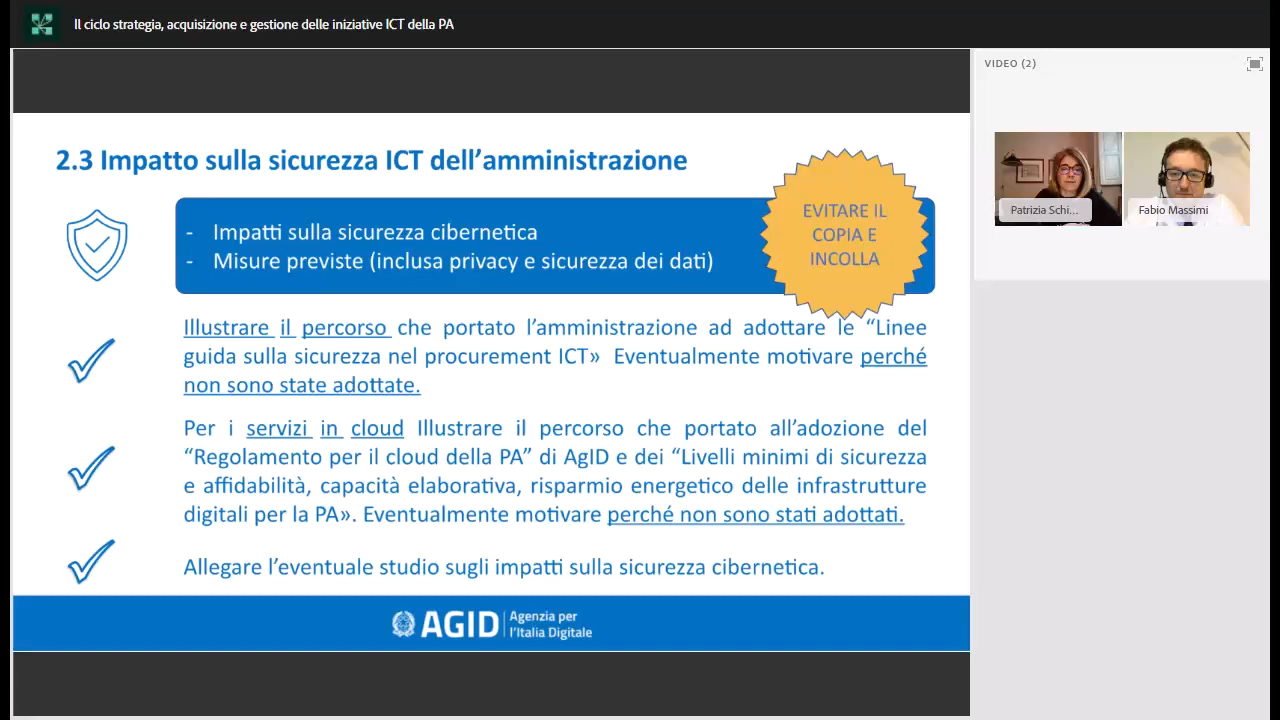 Il ciclo strategia, acquisizione e gestione delle iniziative ICT della PA
VIDEO (2)
Patrizia Schi...
Fabio Massimi
2.3 Impatto sulla sicurezza ICT dell'amministrazione
- Impatti sulla sicurezza cibernetica
- Misure previste (inclusa privacy e sicurezza dei dati)
EVITARE IL
COPIA E
INCOLLA
Illustrare il percorso che portato l'amministrazione ad adottare le “Linee
guida sulla sicurezza nel procurement ICT» Eventualmente motivare perché
non sono state adottate.
Per i servizi in cloud Illustrare il percorso che portato all'adozione del
“Regolamento per il cloud della PA” di AgID e dei “Livelli minimi di sicurezza
e affidabilità, capacità elaborativa, risparmio energetico delle infrastrutture
digitali per la PA». Eventualmente motivare perché non sono stati adottati.
Allegare l'eventuale studio sugli impatti sulla sicurezza cibernetica.
AGID
Agenzia per
l'Italia Digitale